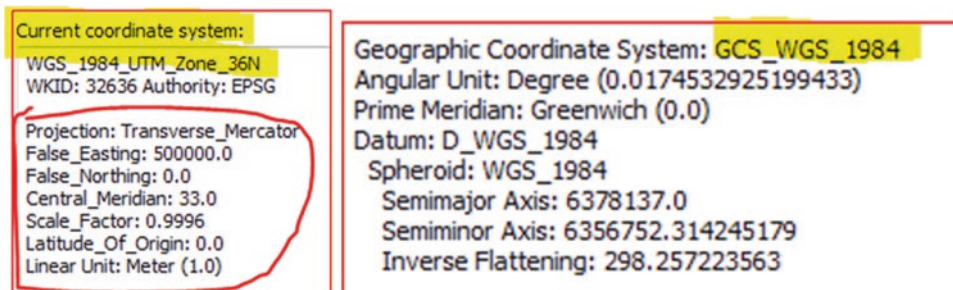 Current coordinate system:
WGS_1984_UTM_Zone_36N
WKID: 32636 Authority: EPSG
Projection: Transverse_Mercator
False_Easting: 500000.0
False_Northing: 0.0
Central_Meridian: 33.0
Scale_Factor: 0.9996
Latitude_Of_Origin: 0.0
Linear Unit: Meter (1.0)
Geographic Coordinate System: GCS_WGS_1984
Angular Unit: Degree (0.0174532925199433)
Prime Meridian: Greenwich (0.0)
Datum: D_WGS_1984
Spheroid: WGS_1984
Semimajor Axis: 6378137.0
Semiminor Axis: 6356752.314245179
Inverse Flattening: 298.257223563